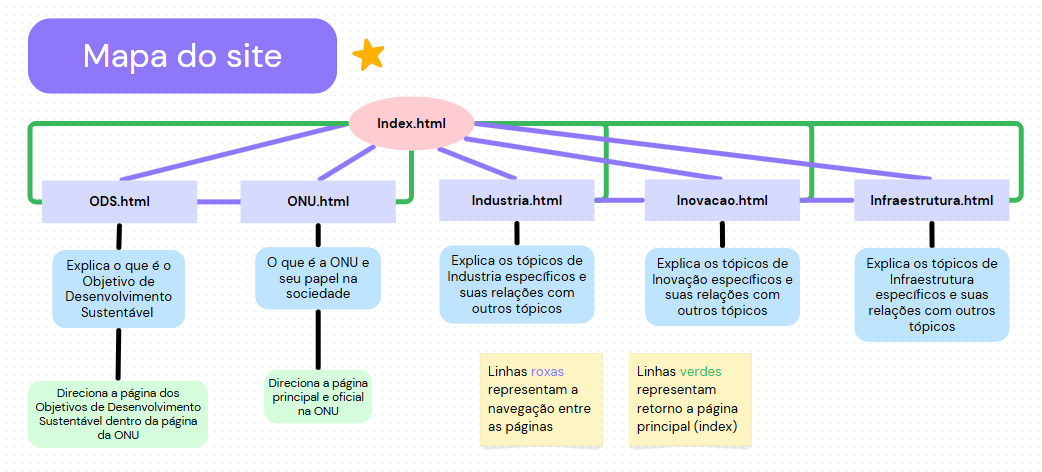 Mapa do site
Index.html
ODS.html
ONU.html
Industria.html
Inovacao.html
Infraestrutura.html
Explica o que é o
Objetivo de
Desenvolvimento
Sustentável
O que é a ONU e
seu papel na
sociedade
Explica os tópicos de
Industria específicos e
suas relações com
outros tópicos
Explica os tópicos de
Inovação específicos e
suas relações com
outros tópicos
Explica os tópicos de
Infraestrutura
específicos e suas
relações com outros
tópicos
Direciona a página dos
Objetivos de Desenvolvimento
Sustentável dentro da página
da ONU
Direciona a página
principal e oficial
na ONU
Linhas roxas
representam a
navegação entre
as páginas
Linhas verdes
representam
retorno a página
principal (index)